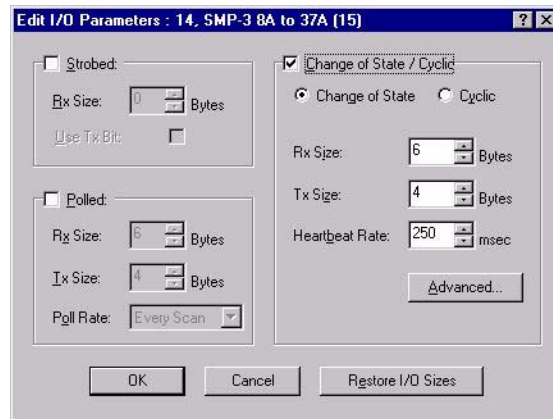 Edit I/O Parameters : 14, SMP-3 8A to 37A (15)
Strobed:
Rx Size: 0 Bytes
Use Tx Bit:
Polled:
Rx Size: 6 Bytes
Tx Size: 4 Bytes
Poll Rate: Every Scan
Change of State / Cyclic
Change of State Cyclic
Rx Size: 6 Bytes
Tx Size: 4 Bytes
Heartbeat Rate: 250 msec
Advanced...
OK Cancel Restore I/O Sizes